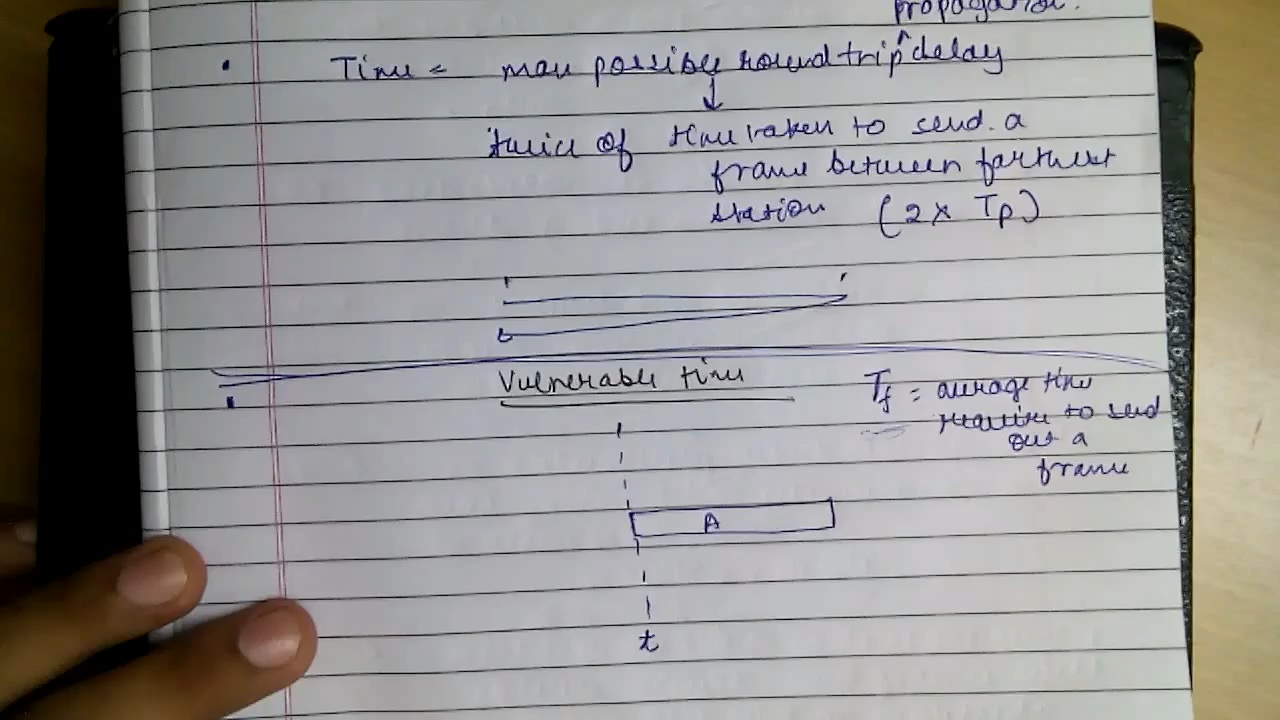 propagation.
Time = max possible round trip ^ delay
↓
twice of time taken to send a
frame between farthest
station (2 x Tp)
Vulnerable time
Tf = average time
require to send
out a
frame
A
t